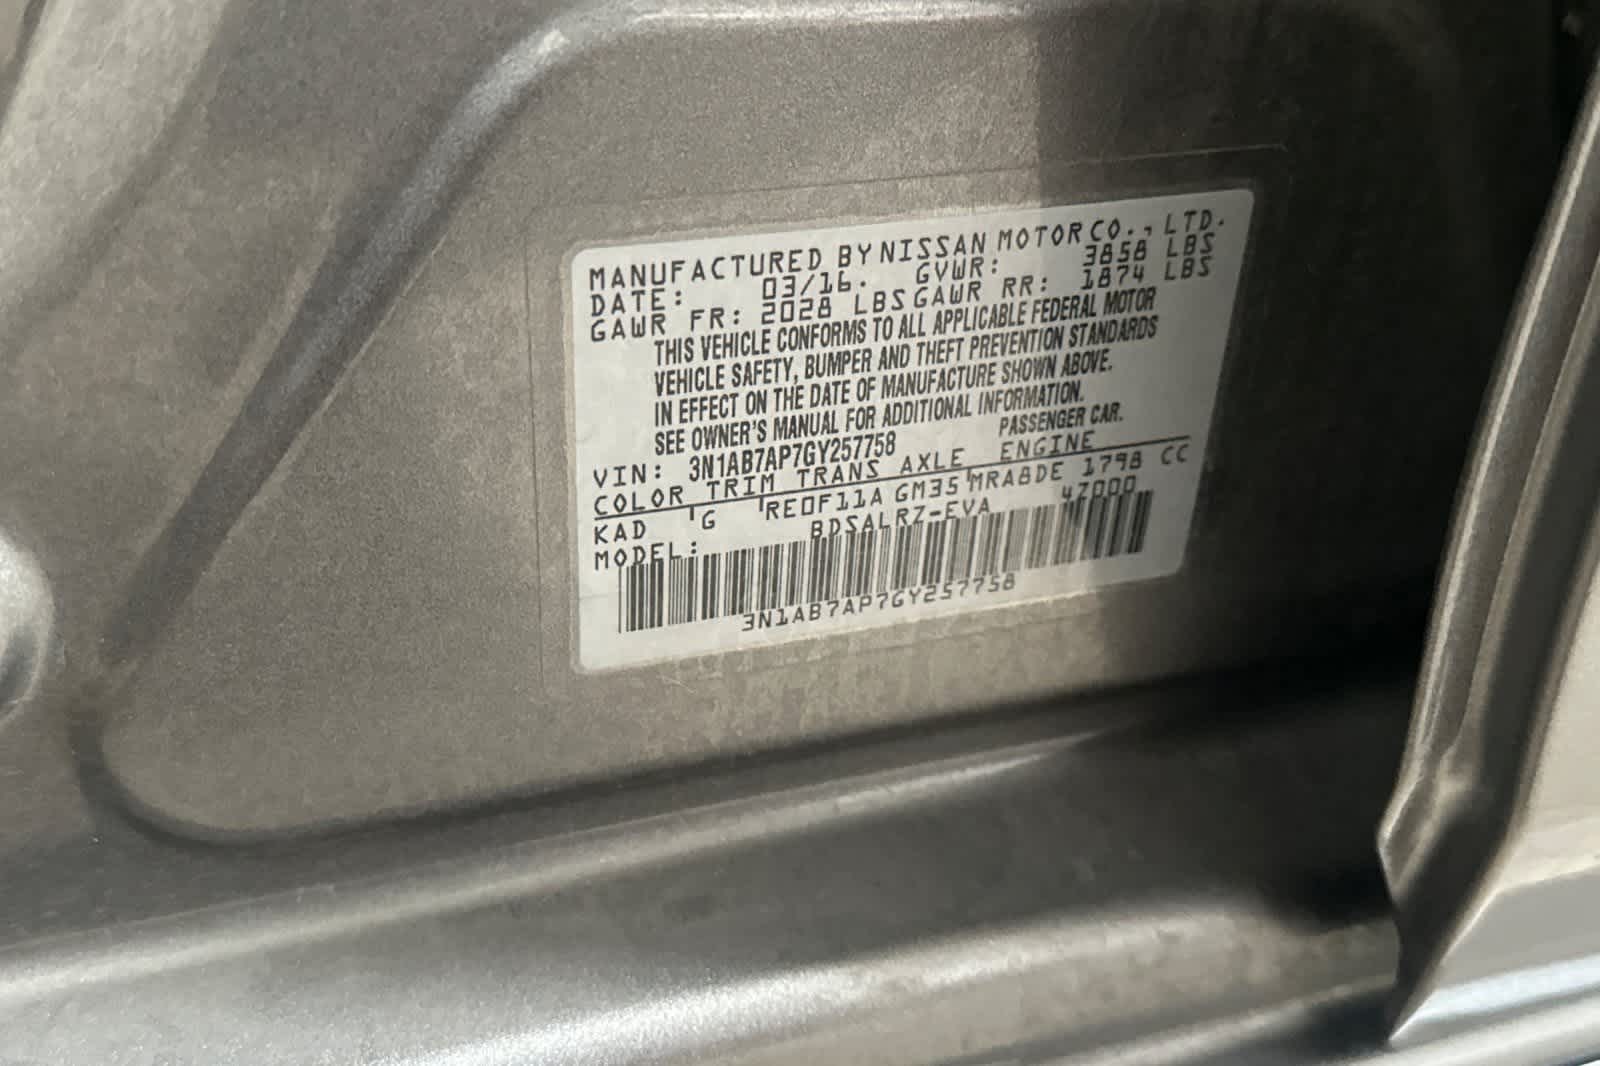 MANUFACTURED BY NISSAN MOTOR CO., LTD.
DATE: 03/16. GVWR: 3858 LBS
GAWR FR: 2028 LBS GAWR RR: 1874 LBS
THIS VEHICLE CONFORMS TO ALL APPLICABLE FEDERAL MOTOR
VEHICLE SAFETY, BUMPER AND THEFT PREVENTION STANDARDS
IN EFFECT ON THE DATE OF MANUFACTURE SHOWN ABOVE.
SEE OWNER'S MANUAL FOR ADDITIONAL INFORMATION.
VIN: 3N1AB7AP7GY257758 PASSENGER CAR.
COLOR TRIM TRANS AXLE ENGINE
KAD G RE0F11A GM35 MRA8DE 1798 CC
MODEL: BDSALRZ-EVA 47000
3N1AB7AP7GY257758